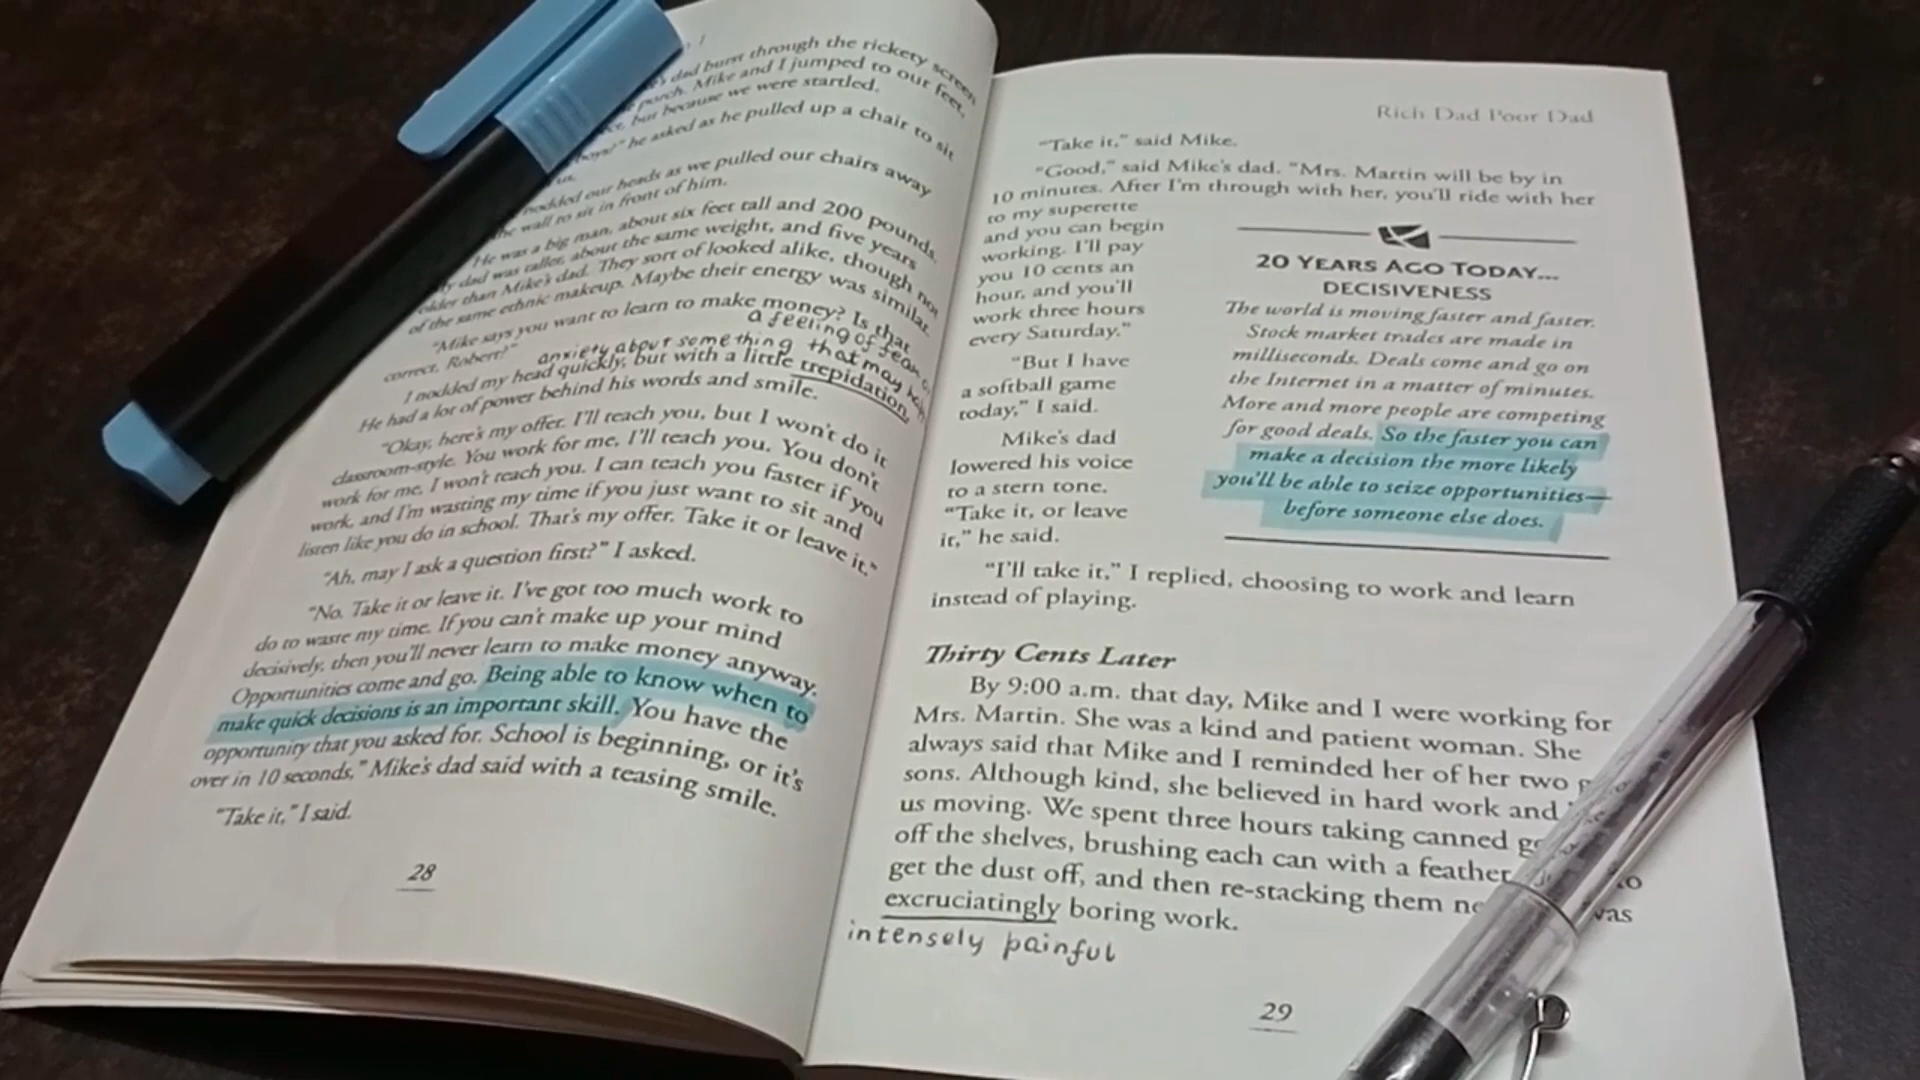 dad burst through the rickety screen
porch. Mike and I jumped to our feet,
but because we were startled.
he asked as he pulled up a chair to sit
us.
nodded our heads as we pulled our chairs away
wall to sit in front of him.
He was a big man, about six feet tall and 200 pounds.
dad was taller, about the same weight, and five years
older than Mike's dad. They sort of looked alike, though not
of the same ethnic makeup. Maybe their energy was similar.
"Mike says you want to learn to make money? Is that
correct, Robert?"
a feeling of fear or
anxiety about something that may happen
I nodded my head quickly, but with a little trepidation.
He had a lot of power behind his words and smile.
"Okay, here's my offer. I'll teach you, but I won't do it
classroom-style. You work for me, I'll teach you. You don't
work for me, I won't teach you. I can teach you faster if you
work, and I'm wasting my time if you just want to sit and
listen like you do in school. That's my offer. Take it or leave it."
"Ah, may I ask a question first?" I asked.
"No. Take it or leave it. I've got too much work to
do to waste my time. If you can't make up your mind
decisively, then you'll never learn to make money anyway.
Opportunities come and go. Being able to know when to
make quick decisions is an important skill. You have the
opportunity that you asked for. School is beginning, or it's
over in 10 seconds," Mike's dad said with a teasing smile.
"Take it," I said.
28
Rich Dad Poor Dad
"Take it," said Mike.
"Good," said Mike's dad. "Mrs. Martin will be by in
10 minutes. After I'm through with her, you'll ride with her
to my superette
and you can begin
working. I'll pay
you 10 cents an
hour, and you'll
work three hours
every Saturday."
"But I have
a softball game
today," I said.
Mike's dad
lowered his voice
to a stern tone.
"Take it, or leave
it," he said.
20 YEARS AGO TODAY...
DECISIVENESS
The world is moving faster and faster.
Stock market trades are made in
milliseconds. Deals come and go on
the Internet in a matter of minutes.
More and more people are competing
for good deals. So the faster you can
make a decision the more likely
you'll be able to seize opportunities—
before someone else does.
"I'll take it," I replied, choosing to work and learn
instead of playing.
Thirty Cents Later
By 9:00 a.m. that day, Mike and I were working for
Mrs. Martin. She was a kind and patient woman. She
always said that Mike and I reminded her of her two
sons. Although kind, she believed in hard work and
us moving. We spent three hours taking canned
off the shelves, brushing each can with a feather to
get the dust off, and then re-stacking them was
excruciatingly boring work.
intensely painful
29